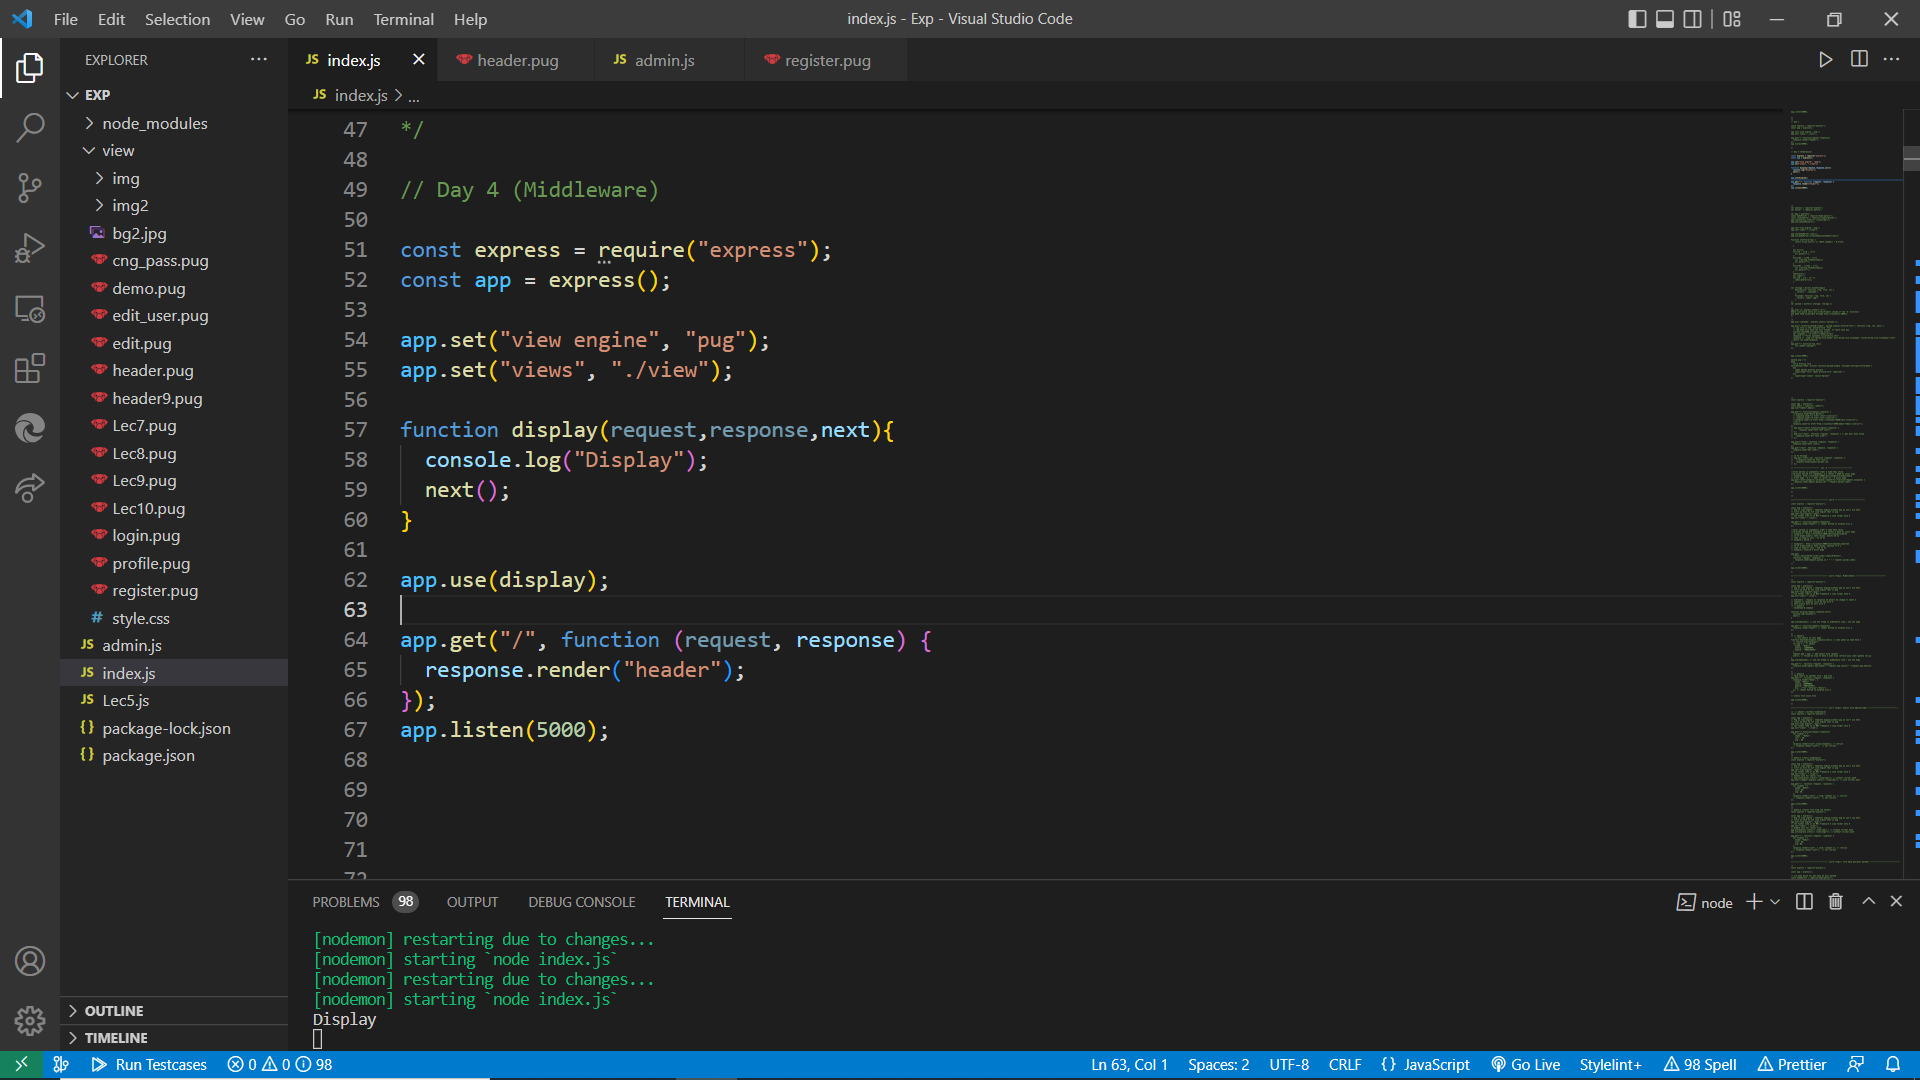 File Edit Selection View Go Run Terminal Help
index.js - Exp - Visual Studio Code
EXPLORER
EXP
node_modules
view
img
img2
bg2.jpg
cng_pass.pug
demo.pug
edit_user.pug
edit.pug
header.pug
header9.pug
Lec7.pug
Lec8.pug
Lec9.pug
Lec10.pug
login.pug
profile.pug
register.pug
# style.css
JS admin.js
JS index.js
JS Lec5.js
{} package-lock.json
{} package.json
OUTLINE
TIMELINE
JS index.js header.pug JS admin.js register.pug
JS index.js > ...
47 */
48
49 // Day 4 (Middleware)
50
51 const express = require("express");
52 const app = express();
53
54 app.set("view engine", "pug");
55 app.set("views", "./view");
56
57 function display(request,response,next){
58 console.log("Display");
59 next();
60 }
61
62 app.use(display);
63
64 app.get("/", function (request, response) {
65 response.render("header");
66 });
67 app.listen(5000);
68
69
70
71
72
PROBLEMS 98 OUTPUT DEBUG CONSOLE TERMINAL
node
[nodemon] restarting due to changes...
[nodemon] starting `node index.js`
[nodemon] restarting due to changes...
[nodemon] starting `node index.js`
Display
Run Testcases 0 0 98
Ln 63, Col 1 Spaces: 2 UTF-8 CRLF {} JavaScript Go Live Stylelint+ 98 Spell Prettier